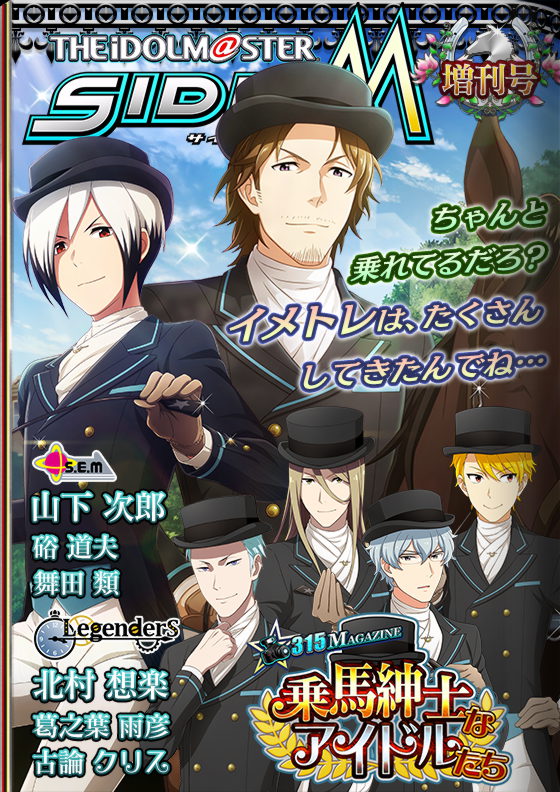 THE iDOLM@STER
SIDEM
増刊号
ちゃんと
乗れてるだろ?
イメトレは、たくさん
してきたんでね…
S.E.M
山下 次郎
硲 道夫
舞田 類
Legenders
北村 想楽
葛之葉 雨彦
古論 クリス
315 MAGAZINE
乗馬紳士な
アイドルたち